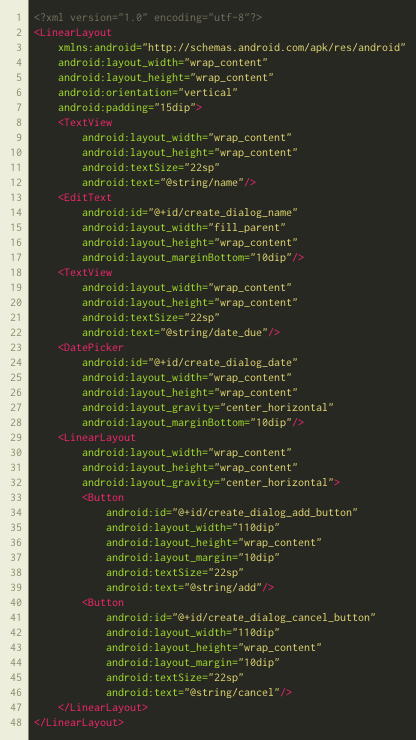 1 <?xml version="1.0" encoding="utf-8"?>
2 <LinearLayout
3 xmlns:android="http://schemas.android.com/apk/res/android"
4 android:layout_width="wrap_content"
5 android:layout_height="wrap_content"
6 android:orientation="vertical"
7 android:padding="15dip">
8 <TextView
9 android:layout_width="wrap_content"
10 android:layout_height="wrap_content"
11 android:textSize="22sp"
12 android:text="@string/name"/>
13 <EditText
14 android:id="@+id/create_dialog_name"
15 android:layout_width="fill_parent"
16 android:layout_height="wrap_content"
17 android:layout_marginBottom="10dip"/>
18 <TextView
19 android:layout_width="wrap_content"
20 android:layout_height="wrap_content"
21 android:textSize="22sp"
22 android:text="@string/date_due"/>
23 <DatePicker
24 android:id="@+id/create_dialog_date"
25 android:layout_width="wrap_content"
26 android:layout_height="wrap_content"
27 android:layout_gravity="center_horizontal"
28 android:layout_marginBottom="10dip"/>
29 <LinearLayout
30 android:layout_width="wrap_content"
31 android:layout_height="wrap_content"
32 android:layout_gravity="center_horizontal">
33 <Button
34 android:id="@+id/create_dialog_add_button"
35 android:layout_width="110dip"
36 android:layout_height="wrap_content"
37 android:layout_margin="10dip"
38 android:textSize="22sp"
39 android:text="@string/add"/>
40 <Button
41 android:id="@+id/create_dialog_cancel_button"
42 android:layout_width="110dip"
43 android:layout_height="wrap_content"
44 android:layout_margin="10dip"
45 android:textSize="22sp"
46 android:text="@string/cancel"/>
47 </LinearLayout>
48 </LinearLayout>